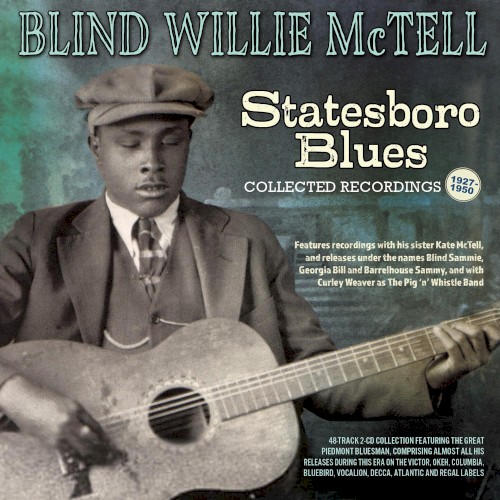 BLIND WILLIE McTELL
Statesboro
Blues
COLLECTED RECORDINGS
1927-
1950
Features recordings with his sister Kate McTell,
and releases under the names Blind Sammie,
Georgia Bill and Barrelhouse Sammy, and with
Curley Weaver as The Pig 'n' Whistle Band
48-TRACK 2-CD COLLECTION FEATURING THE GREAT
PIEDMONT BLUESMAN, COMPRISING ALMOST ALL HIS
RELEASES DURING THIS ERA ON THE VICTOR, OKEH, COLUMBIA,
BLUEBIRD, VOCALION, DECCA, ATLANTIC AND REGAL LABELS